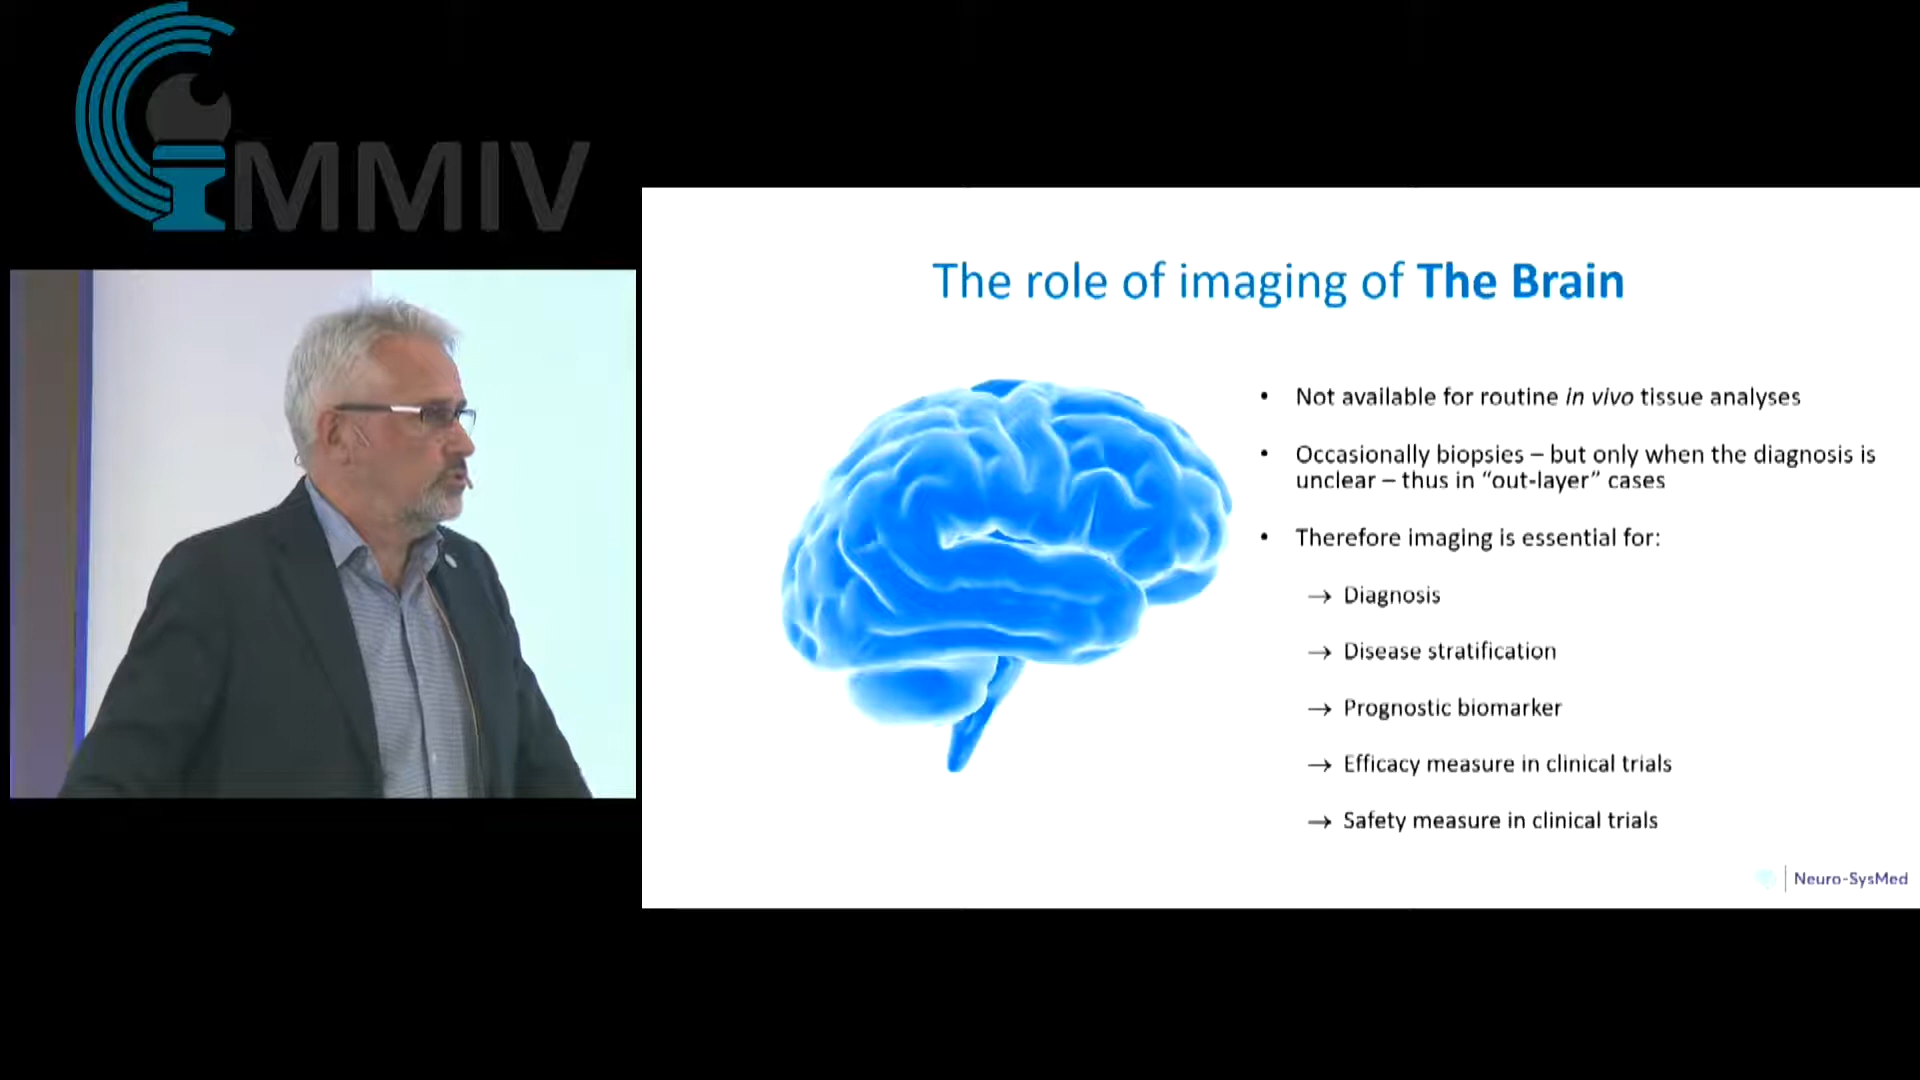 MMIV
The role of imaging of The Brain
• Not available for routine in vivo tissue analyses
• Occasionally biopsies – but only when the diagnosis is
unclear – thus in “out-layer” cases
• Therefore imaging is essential for:
→ Diagnosis
→ Disease stratification
→ Prognostic biomarker
→ Efficacy measure in clinical trials
→ Safety measure in clinical trials
Neuro-SysMed